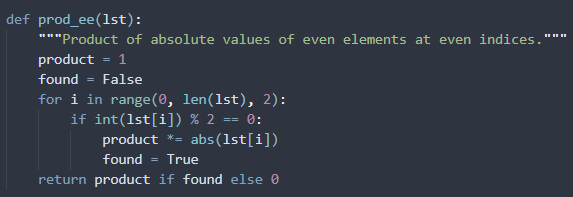 def prod_ee(lst):
    """Product of absolute values of even elements at even indices."""
    product = 1
    found = False
    for i in range(0, len(lst), 2):
        if int(lst[i]) % 2 == 0:
            product *= abs(lst[i])
            found = True
    return product if found else 0